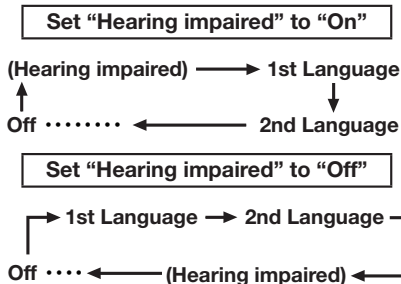 Set “Hearing impaired” to “On”
(Hearing impaired) 1st Language
Off ········ 2nd Language
Set “Hearing impaired” to “Off”
1st Language 2nd Language
Off ···· (Hearing impaired)